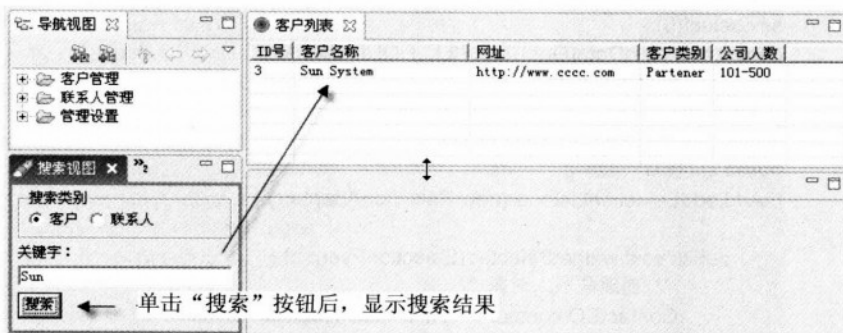 导航视图
客户管理
联系人管理
管理设置
客户列表
ID号 客户名称 网址 客户类别 公司人数
3 Sun System http://www.cccc.com Partener 101-500
搜索视图 »2
搜索类别
客户 联系人
关键字：
Sun
搜索
单击“搜索”按钮后，显示搜索结果